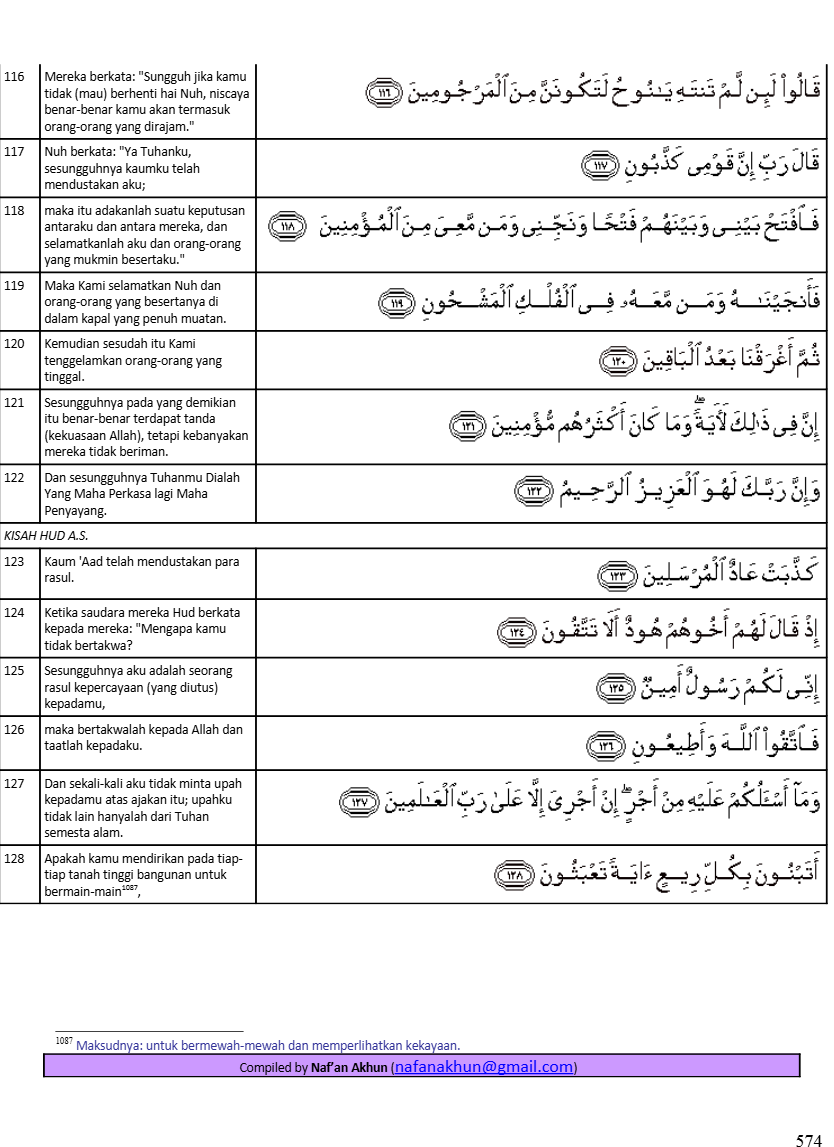 116
Mereka berkata: "Sungguh jika kamu
tidak (mau) berhenti hai Nuh, niscaya
benar-benar kamu akan termasuk
orang-orang yang dirajam."
قَالُوا۟ لَئِن لَّمْ تَنتَهِ يَـٰنُوحُ لَتَكُونَنَّ مِنَ ٱلْمَرْجُومِينَ ١١٦
117
Nuh berkata: "Ya Tuhanku,
sesungguhnya kaumku telah
mendustakan aku;
قَالَ رَبِّ إِنَّ قَوْمِى كَذَّبُونِ ١١٧
118
maka itu adakanlah suatu keputusan
antaraku dan antara mereka, dan
selamatkanlah aku dan orang-orang
yang mukmin besertaku."
فَٱفْتَحْ بَيْنِى وَبَيْنَهُمْ فَتْحًا وَنَجِّنِى وَمَن مَّعِىَ مِنَ ٱلْمُؤْمِنِينَ ١١٨
119
Maka Kami selamatkan Nuh dan
orang-orang yang besertanya di
dalam kapal yang penuh muatan.
فَأَنجَيْنَـٰهُ وَمَن مَّعَهُۥ فِى ٱلْفُلْكِ ٱلْمَشْحُونِ ١١٩
120
Kemudian sesudah itu Kami
tenggelamkan orang-orang yang
tinggal.
ثُمَّ أَغْرَقْنَا بَعْدُ ٱلْبَاقِينَ ١٢٠
121
Sesungguhnya pada yang demikian
itu benar-benar terdapat tanda
(kekuasaan Allah), tetapi kebanyakan
mereka tidak beriman.
إِنَّ فِى ذَٰلِكَ لَـَٔايَةً ۖ وَمَا كَانَ أَكْثَرُهُم مُّؤْمِنِينَ ١٢١
122
Dan sesungguhnya Tuhanmu Dialah
Yang Maha Perkasa lagi Maha
Penyayang.
وَإِنَّ رَبَّكَ لَهُوَ ٱلْعَزِيزُ ٱلرَّحِيمُ ١٢٢
KISAH HUD A.S.
123
Kaum 'Aad telah mendustakan para
rasul.
كَذَّبَتْ عَادٌ ٱلْمُرْسَلِينَ ١٢٣
124
Ketika saudara mereka Hud berkata
kepada mereka: "Mengapa kamu
tidak bertakwa?
إِذْ قَالَ لَهُمْ أَخُوهُمْ هُودٌ أَلَا تَتَّقُونَ ١٢٤
125
Sesungguhnya aku adalah seorang
rasul kepercayaan (yang diutus)
kepadamu,
إِنِّى لَكُمْ رَسُولٌ أَمِينٌ ١٢٥
126
maka bertakwalah kepada Allah dan
taatlah kepadaku.
فَٱتَّقُوا۟ ٱللَّهَ وَأَطِيعُونِ ١٢٦
127
Dan sekali-kali aku tidak minta upah
kepadamu atas ajakan itu; upahku
tidak lain hanyalah dari Tuhan
semesta alam.
وَمَآ أَسْـَٔلُكُمْ عَلَيْهِ مِنْ أَجْرٍ ۖ إِنْ أَجْرِىَ إِلَّا عَلَىٰ رَبِّ ٱلْعَـٰلَمِينَ ١٢٧
128
Apakah kamu mendirikan pada tiap-
tiap tanah tinggi bangunan untuk
bermain-main¹⁰⁸⁷,
أَتَبْنُونَ بِكُلِّ رِيعٍ ءَايَةً تَعْبَثُونَ ١٢٨
¹⁰⁸⁷ Maksudnya: untuk bermewah-mewah dan memperlihatkan kekayaan.
Compiled by Naf'an Akhun (nafanakhun@gmail.com)
574